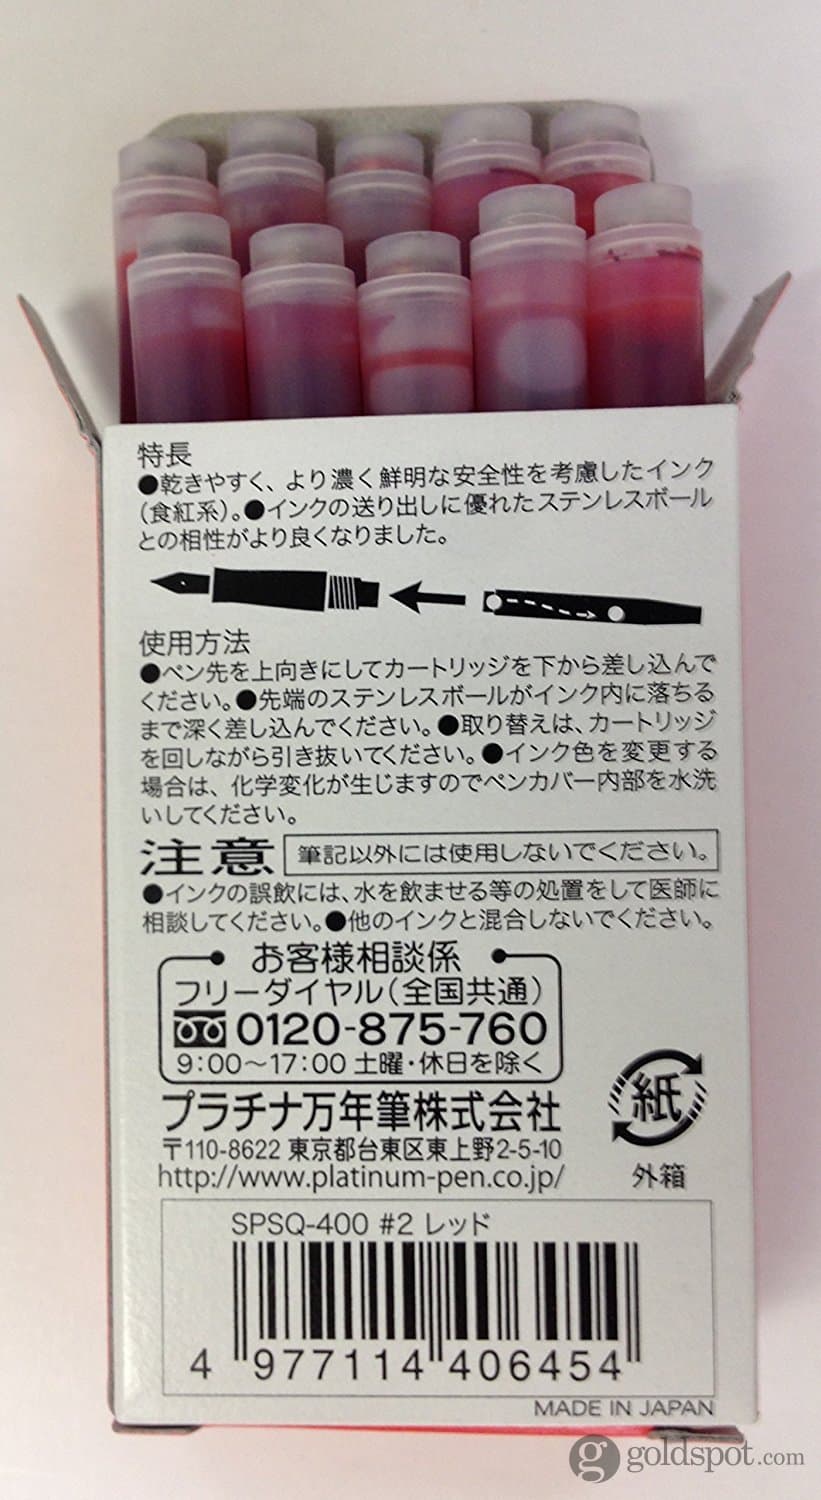 特長
●乾きやすく、より濃く鮮明な安全性を考慮したインク
(食紅系)。●インクの送り出しに優れたステンレスボール
との相性がより良くなりました。
使用方法
●ペン先を上向きにしてカートリッジを下から差し込んで
ください。●先端のステンレスボールがインク内に落ちる
まで深く差し込んでください。●取り替えは、カートリッジ
を回しながら引き抜いてください。●インク色を変更する
場合は、化学変化が生じますのでペンカバー内部を水洗
いしてください。
注意 筆記以外には使用しないでください。
●インクの誤飲には、水を飲ませる等の処置をして医師に
相談してください。●他のインクと混合しないでください。
お客様相談係
フリーダイヤル(全国共通)
0120-875-760
9:00~17:00 土曜・休日を除く
プラチナ万年筆株式会社
〒110-8622 東京都台東区東上野2-5-10
http://www.platinum-pen.co.jp/
紙
外箱
SPSQ-400 #2 レッド
4 977114 406454
MADE IN JAPAN
g goldspot.com